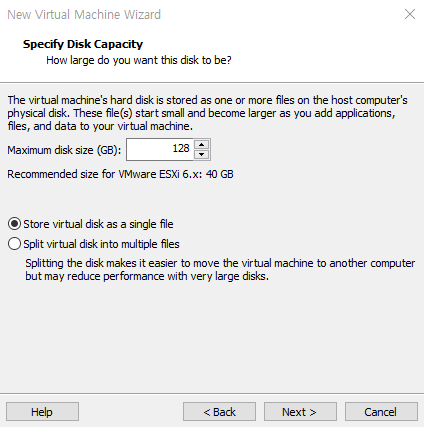 New Virtual Machine Wizard
Specify Disk Capacity
How large do you want this disk to be?
The virtual machine's hard disk is stored as one or more files on the host computer's
physical disk. These file(s) start small and become larger as you add applications,
files, and data to your virtual machine.
Maximum disk size (GB): 128
Recommended size for VMware ESXi 6.x: 40 GB
Store virtual disk as a single file
Split virtual disk into multiple files
Splitting the disk makes it easier to move the virtual machine to another computer
but may reduce performance with very large disks.
Help < Back Next > Cancel